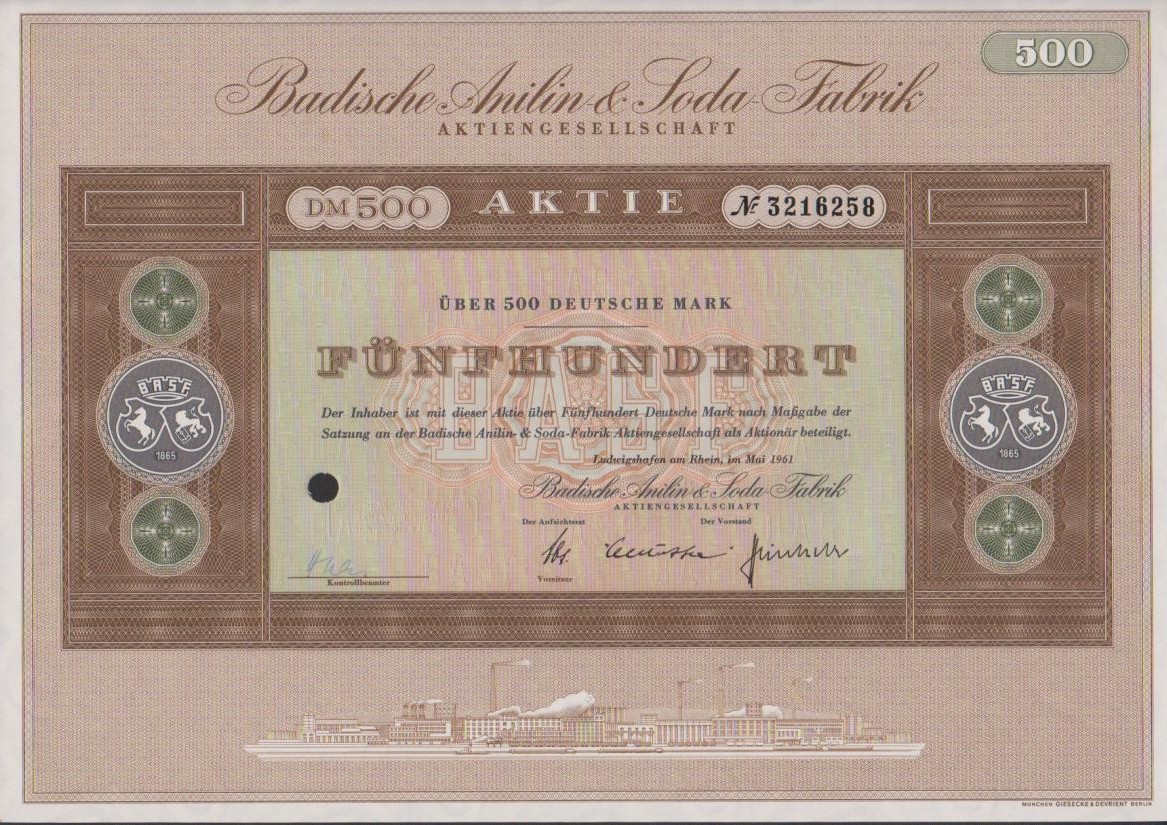 500
Badische Anilin- & Soda-Fabrik
AKTIENGESELLSCHAFT
DM 500 AKTIE № 3216258
ÜBER 500 DEUTSCHE MARK
FÜNFHUNDERT
BASF
Der Inhaber ist mit dieser Aktie über Fünfhundert Deutsche Mark nach Maßgabe der
Satzung an der Badische Anilin- & Soda-Fabrik Aktiengesellschaft als Aktionär beteiligt.
Ludwigshafen am Rhein, im Mai 1961
Badische Anilin & Soda-Fabrik
AKTIENGESELLSCHAFT
Der Aufsichtsrat Der Vorstand
Vorsitzer
Kontrollbeamter
BASF
1865
BASF
1865
MÜNCHEN GIESECKE & DEVRIENT BERLIN